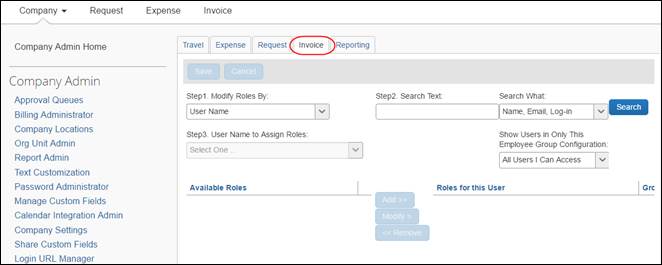 Company Request Expense Invoice
Company Admin Home
Company Admin
Approval Queues
Billing Administrator
Company Locations
Org Unit Admin
Report Admin
Text Customization
Password Administrator
Manage Custom Fields
Calendar Integration Admin
Company Settings
Share Custom Fields
Login URL Manager
Travel Expense Request Invoice Reporting
Save Cancel
Step1. Modify Roles By: Step2. Search Text: Search What:
User Name Name, Email, Log-in Search
Step3. User Name to Assign Roles: Show Users in Only This
Employee Group Configuration:
Select One ... All Users I Can Access
Available Roles Roles for this User Gro
Add >>
Modify >
<< Remove